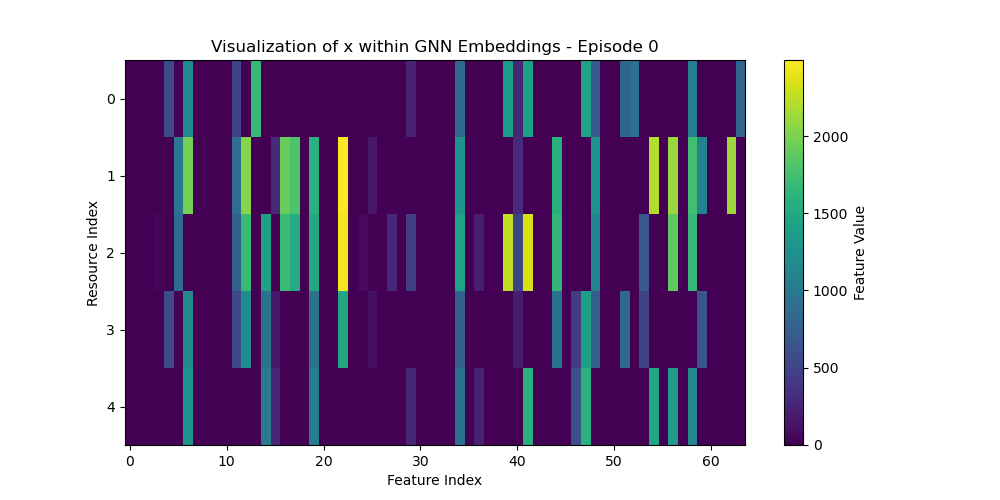 Visualization of x within GNN Embeddings - Episode 0
Resource Index
0
1
2
3
4
0 10 20 30 40 50 60
Feature Index
2000
1500
1000
500
0
Feature Value